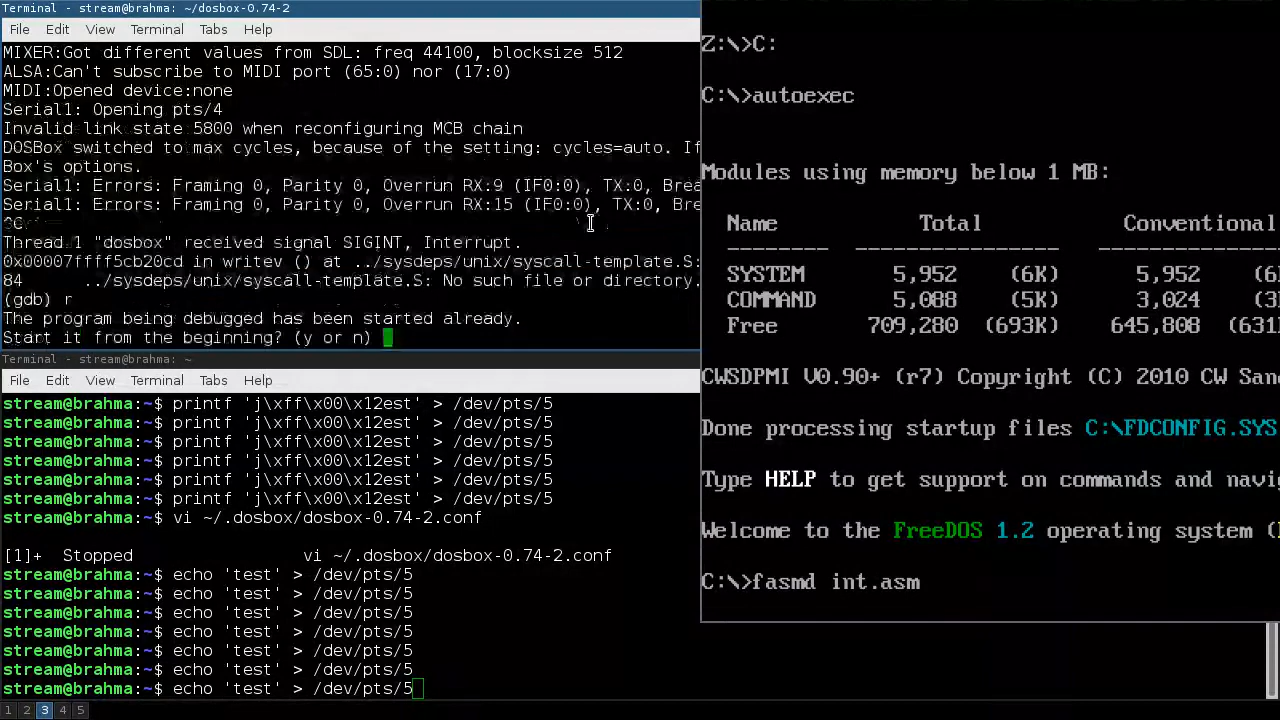 Terminal - stream@brahma: ~/dosbox-0.74-2
File Edit View Terminal Tabs Help
MIXER:Got different values from SDL: freq 44100, blocksize 512
ALSA:Can't subscribe to MIDI port (65:0) nor (17:0)
MIDI:Opened device:none
Serial1: Opening pts/4
Invalid link state 5800 when reconfiguring MCB chain
DOSBox switched to max cycles, because of the setting: cycles=auto. If
Box's options.
Serial1: Errors: Framing 0, Parity 0, Overrun RX:9 (IF0:0), TX:0, Brea
Serial1: Errors: Framing 0, Parity 0, Overrun RX:15 (IF0:0), TX:0, Bre
Thread 1 "dosbox" received signal SIGINT, Interrupt.
0x00007ffff5cb20cd in writev () at ../sysdeps/unix/syscall-template.S:
84 ../sysdeps/unix/syscall-template.S: No such file or directory.
(gdb) r
The program being debugged has been started already.
Start it from the beginning? (y or n)
Terminal - stream@brahma: ~
File Edit View Terminal Tabs Help
stream@brahma:~$ printf 'j\xff\x00\x12est' > /dev/pts/5
stream@brahma:~$ printf 'j\xff\x00\x12est' > /dev/pts/5
stream@brahma:~$ printf 'j\xff\x00\x12est' > /dev/pts/5
stream@brahma:~$ printf 'j\xff\x00\x12est' > /dev/pts/5
stream@brahma:~$ printf 'j\xff\x00\x12est' > /dev/pts/5
stream@brahma:~$ printf 'j\xff\x00\x12est' > /dev/pts/5
stream@brahma:~$ vi ~/.dosbox/dosbox-0.74-2.conf
[1]+ Stopped vi ~/.dosbox/dosbox-0.74-2.conf
stream@brahma:~$ echo 'test' > /dev/pts/5
stream@brahma:~$ echo 'test' > /dev/pts/5
stream@brahma:~$ echo 'test' > /dev/pts/5
stream@brahma:~$ echo 'test' > /dev/pts/5
stream@brahma:~$ echo 'test' > /dev/pts/5
stream@brahma:~$ echo 'test' > /dev/pts/5
stream@brahma:~$ echo 'test' > /dev/pts/5
Z:\>C:
C:\>autoexec
Modules using memory below 1 MB:
Name Total Conventional
SYSTEM 5,952 (6K) 5,952 (6
COMMAND 5,088 (5K) 3,024 (3
Free 709,280 (693K) 645,808 (631
CWSDPMI V0.90+ (r7) Copyright (C) 2010 CW San
Done processing startup files C:\FDCONFIG.SYS
Type HELP to get support on commands and navi
Welcome to the FreeDOS 1.2 operating system (
C:\>fasmd int.asm
1 2 3 4 5